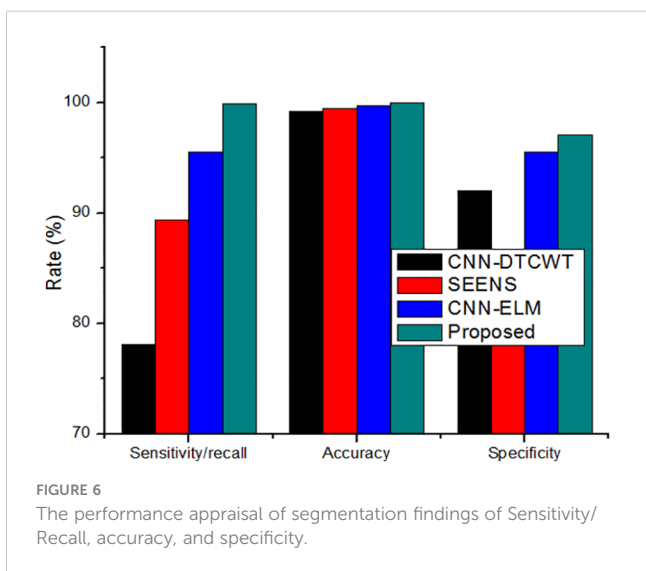 100
90
80
70
Rate (%)
CNN-DTCWT
SEENS
CNN-ELM
Proposed
Sensitivity/recall
Accuracy
Specificity
FIGURE 6
The performance appraisal of segmentation findings of Sensitivity/
Recall, accuracy, and specificity.